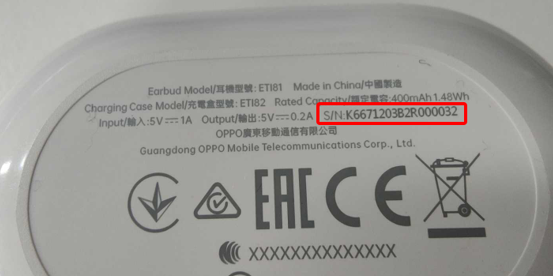 Earbud Model/耳機型號: ETI81 Made in China/中國製造
Charging Case Model/充電盒型號: ETI82 Rated Capacity/額定電容:400mAh 1.48Wh
Input/輸入:5V⎓1A Output/輸出:5V⎓0.2A S/N:K6671203B2R000032
OPPO廣東移動通信有限公司
Guangdong OPPO Mobile Telecommunications Corp., Ltd.
EAC CE
XXXXXXXXXXXXXX